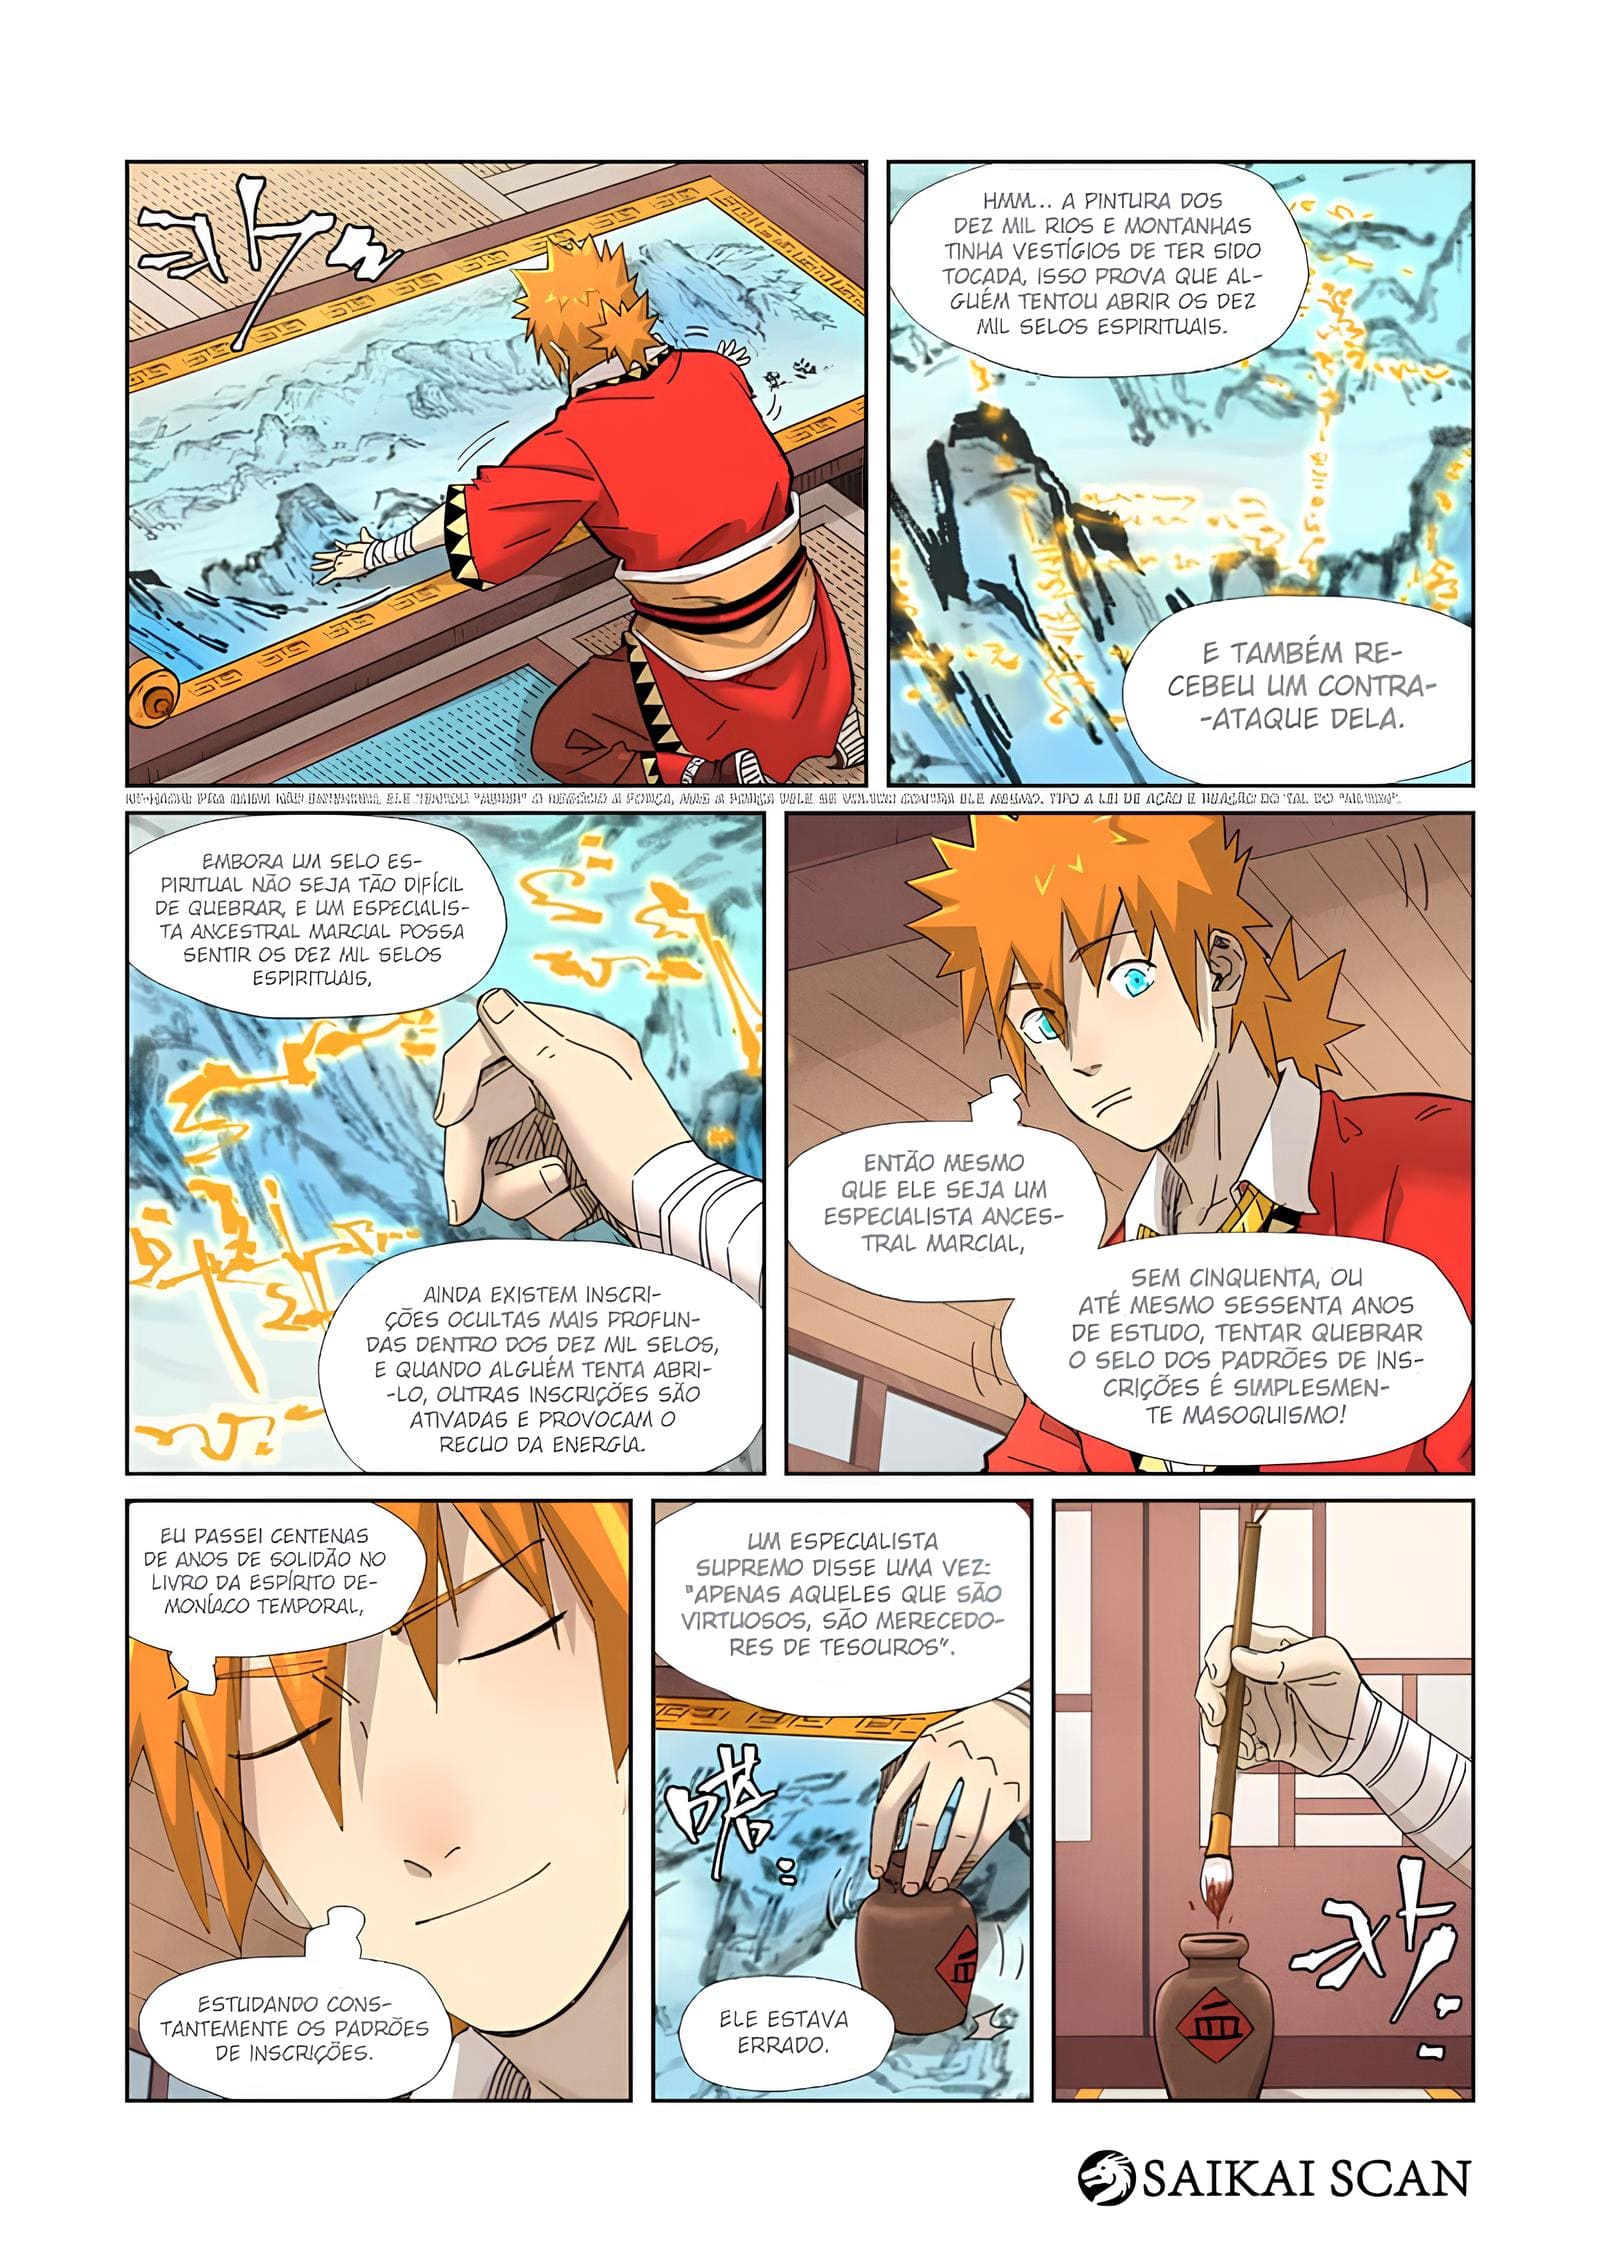 HMM... A PINTURA DOS
DEZ MIL RIOS E MONTANHAS
TINHA VESTÍGIOS DE TER SIDO
TOCADA, ISSO PROVA QUE AL-
GUÉM TENTOU ABRIR OS DEZ
MIL SELOS ESPIRITUAIS.
E TAMBÉM RE-
CEBEU UM CONTRA-
-ATAQUE DELA.
EMBORA UM SELO ES-
PIRITUAL NÃO SEJA TÃO DIFÍCIL
DE QUEBRAR, E UM ESPECIALIS-
TA ANCESTRAL MARCIAL POSSA
SENTIR OS DEZ MIL SELOS
ESPIRITUAIS,
AINDA EXISTEM INSCRI-
ÇÕES OCULTAS MAIS PROFUN-
DAS DENTRO DOS DEZ MIL SELOS,
E QUANDO ALGUÉM TENTA ABRI-
-LO, OUTRAS INSCRIÇÕES SÃO
ATIVADAS E PROVOCAM O
RECUO DA ENERGIA.
ENTÃO MESMO
QUE ELE SEJA UM
ESPECIALISTA ANCES-
TRAL MARCIAL,
SEM CINQUENTA, OU
ATÉ MESMO SESSENTA ANOS
DE ESTUDO, TENTAR QUEBRAR
O SELO DOS PADRÕES DE INS-
CRIÇÕES É SIMPLESMEN-
TE MASOQUISMO!
EU PASSEI CENTENAS
DE ANOS DE SOLIDÃO NO
LIVRO DA ESPÍRITO DE-
MONÍACO TEMPORAL,
ESTUDANDO CONS-
TANTEMENTE OS PADRÕES
DE INSCRIÇÕES.
UM ESPECIALISTA
SUPREMO DISSE UMA VEZ:
"APENAS AQUELES QUE SÃO
VIRTUOSOS, SÃO MERECEDO-
RES DE TESOUROS".
ELE ESTAVA
ERRADO.
血
血
SAIKAI SCAN